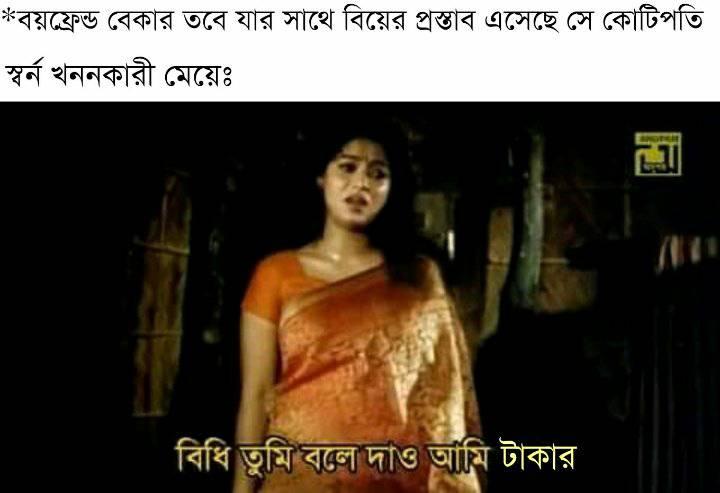 *বয়ফ্রেন্ড বেকার তবে যার সাথে বিয়ের প্রস্তাব এসেছে সে কোটিপতি
স্বর্ন খননকারী মেয়েঃ
বিধি তুমি বলে দাও আমি টাকার